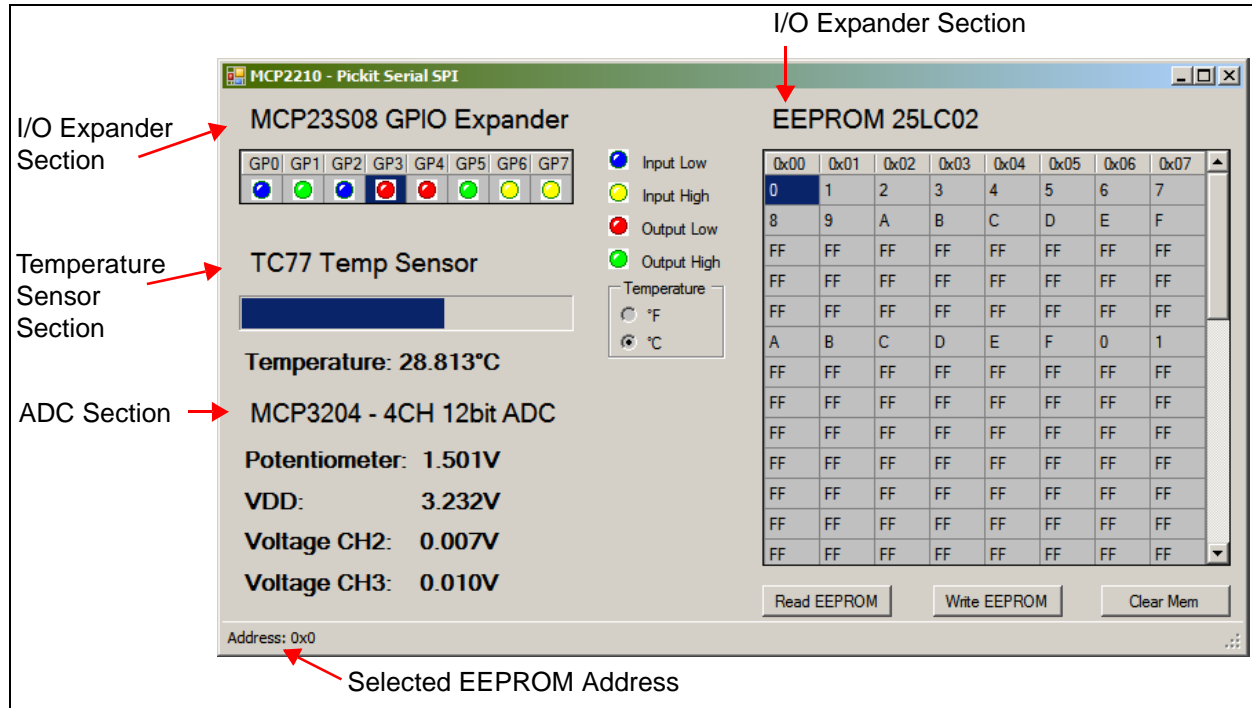 I/O Expander Section
MCP2210 - Pickit Serial SPI
I/O Expander
Section
MCP23S08 GPIO Expander
GP0 GP1 GP2 GP3 GP4 GP5 GP6 GP7
Input Low
Input High
Output Low
Output High
Temperature
Sensor
Section
TC77 Temp Sensor
Temperature
°F
°C
Temperature: 28.813°C
ADC Section
MCP3204 - 4CH 12bit ADC
Potentiometer: 1.501V
VDD: 3.232V
Voltage CH2: 0.007V
Voltage CH3: 0.010V
EEPROM 25LC02
0x00 0x01 0x02 0x03 0x04 0x05 0x06 0x07
0 1 2 3 4 5 6 7
8 9 A B C D E F
FF FF FF FF FF FF FF FF
FF FF FF FF FF FF FF FF
FF FF FF FF FF FF FF FF
A B C D E F 0 1
FF FF FF FF FF FF FF FF
FF FF FF FF FF FF FF FF
FF FF FF FF FF FF FF FF
FF FF FF FF FF FF FF FF
FF FF FF FF FF FF FF FF
FF FF FF FF FF FF FF FF
FF FF FF FF FF FF FF FF
Read EEPROM Write EEPROM Clear Mem
Address: 0x0
Selected EEPROM Address